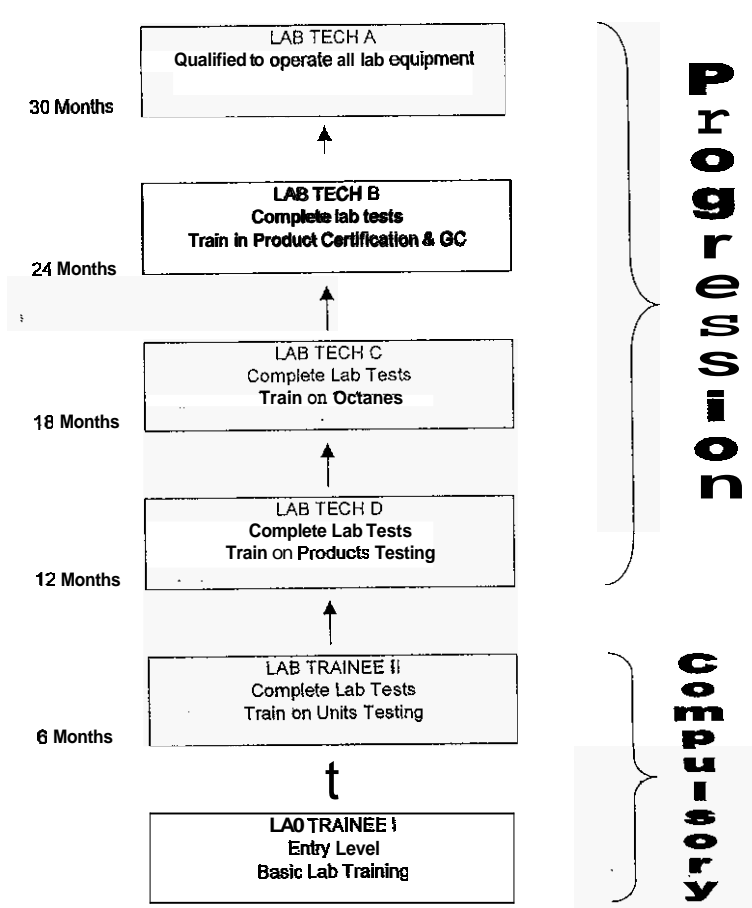 LAB TECH A
Qualified to operate all lab equipment
30 Months
LAB TECH B
Complete lab tests
Train in Product Certification & GC
24 Months
LAB TECH C
Complete Lab Tests
Train on Octanes
18 Months
LAB TECH D
Complete Lab Tests
Train on Products Testing
12 Months
Progression
LAB TRAINEE II
Complete Lab Tests
Train on Units Testing
6 Months
t
LA0 TRAINEE I
Entry Level
Basic Lab Training
Compulsory